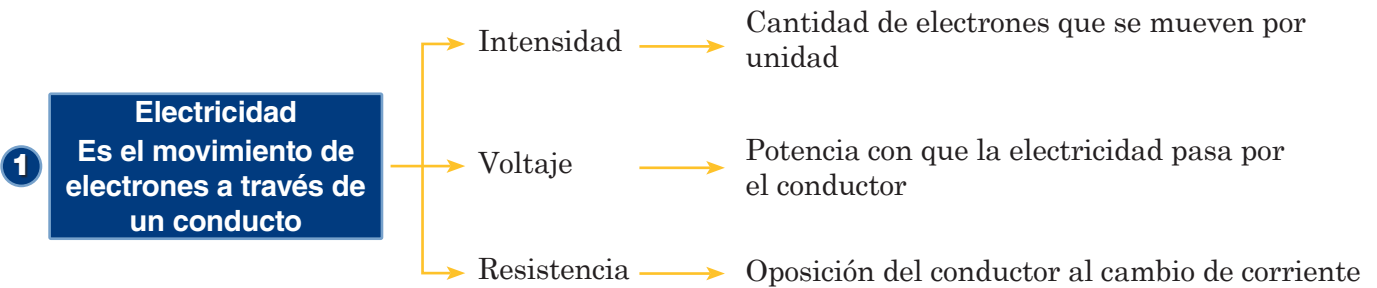 1
Electricidad
Es el movimiento de
electrones a través de
un conducto
Intensidad
Cantidad de electrones que se mueven por
unidad
Voltaje
Potencia con que la electricidad pasa por
el conductor
Resistencia
Oposición del conductor al cambio de corriente